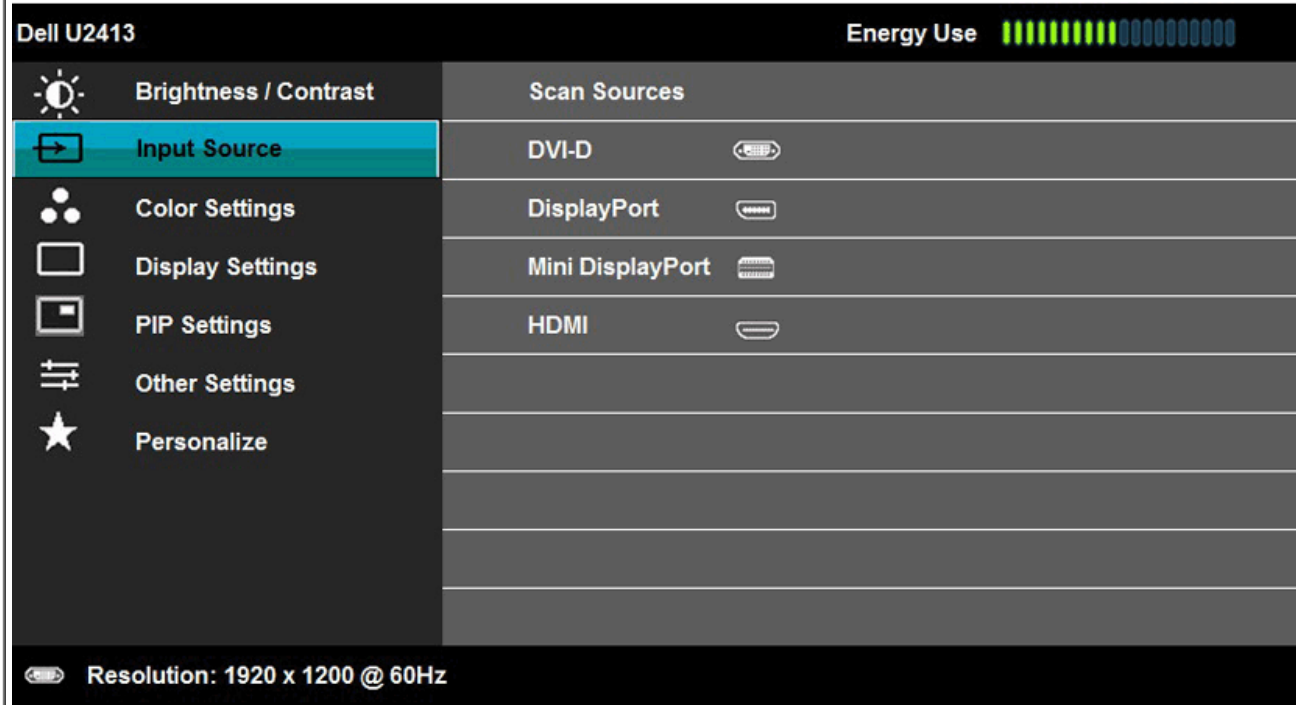 Dell U2413 Energy Use
Brightness / Contrast Scan Sources
Input Source DVI-D
Color Settings DisplayPort
Display Settings Mini DisplayPort
PIP Settings HDMI
Other Settings
Personalize
Resolution: 1920 x 1200 @ 60Hz